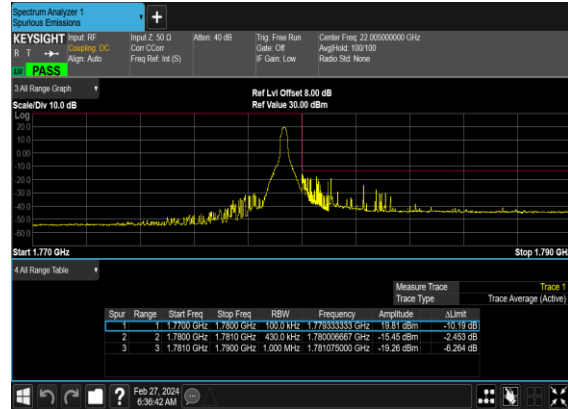 Spectrum Analyzer 1
Spurious Emissions
KEYSIGHT Input: RF Input Z: 50 Ω Atten: 40 dB Trig: Free Run Center Freq: 22.005000000 GHz
R T Coupling: DC Corr CCorr Gate: Off Avg|Hold: 100/100
Align: Auto Freq Ref: Int (S) IF Gain: Low Radio Std: None
PASS
3 All Range Graph
Ref Lvl Offset 8.00 dB
Scale/Div 10.0 dB Ref Value 30.00 dBm
Log
20.0
10.0
0.00
-10.0
-20.0
-30.0
-40.0
-50.0
-60.0
Start 1.770 GHz Stop 1.790 GHz
4 All Range Table
Measure Trace Trace 1
Trace Type Trace Average (Active)
Spur Range Start Freq Stop Freq RBW Frequency Amplitude ΔLimit
1 1 1.7700 GHz 1.7800 GHz 100.0 kHz 1.779333333 GHz 19.81 dBm -10.19 dB
2 2 1.7800 GHz 1.7810 GHz 430.0 kHz 1.780006667 GHz -15.45 dBm -2.453 dB
3 3 1.7810 GHz 1.7900 GHz 1.000 MHz 1.781075000 GHz -19.26 dBm -6.264 dB
? Feb 27, 2024
6:36:42 AM